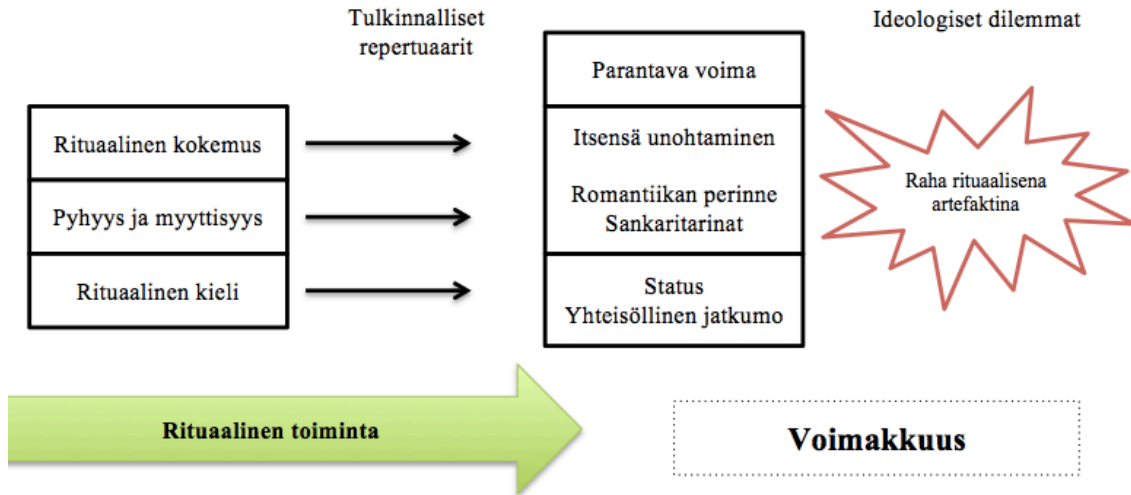 Tulkinnalliset
repertuaarit
Ideologiset dilemmat
Rituaalinen kokemus
Pyhyys ja myyttisyys
Rituaalinen kieli
Parantava voima
Itsensä unohtaminen
Romantiikan perinne
Sankaritarinat
Status
Yhteisöllinen jatkumo
Raha rituaalisena
artefaktina
Rituaalinen toiminta
Voimakkuus